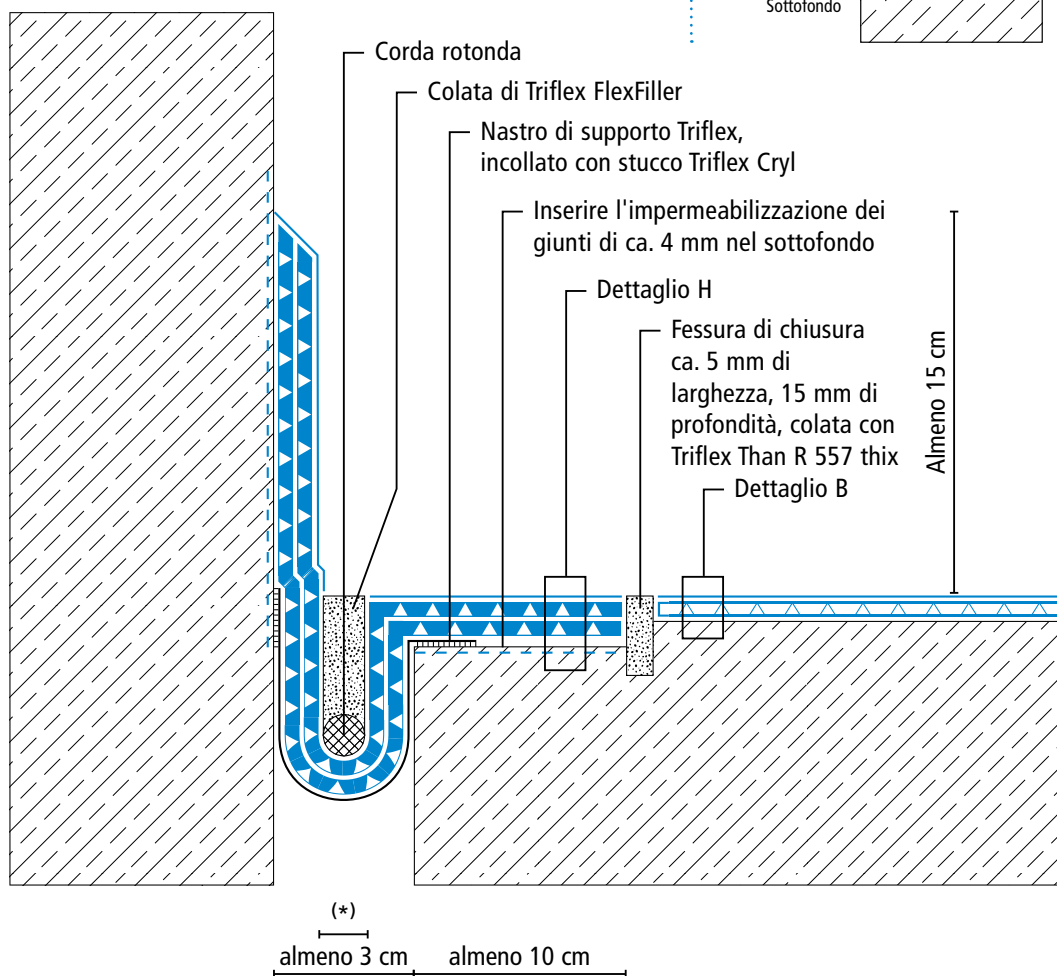 Sottofondo
Corda rotonda
Colata di Triflex FlexFiller
Nastro di supporto Triflex,
incollato con stucco Triflex Cryl
Inserire l'impermeabilizzazione dei
giunti di ca. 4 mm nel sottofondo
Dettaglio H
Fessura di chiusura
ca. 5 mm di
larghezza, 15 mm di
profondità, colata con
Triflex Than R 557 thix
Dettaglio B
Almeno 15 cm
(*)
almeno 3 cm
almeno 10 cm